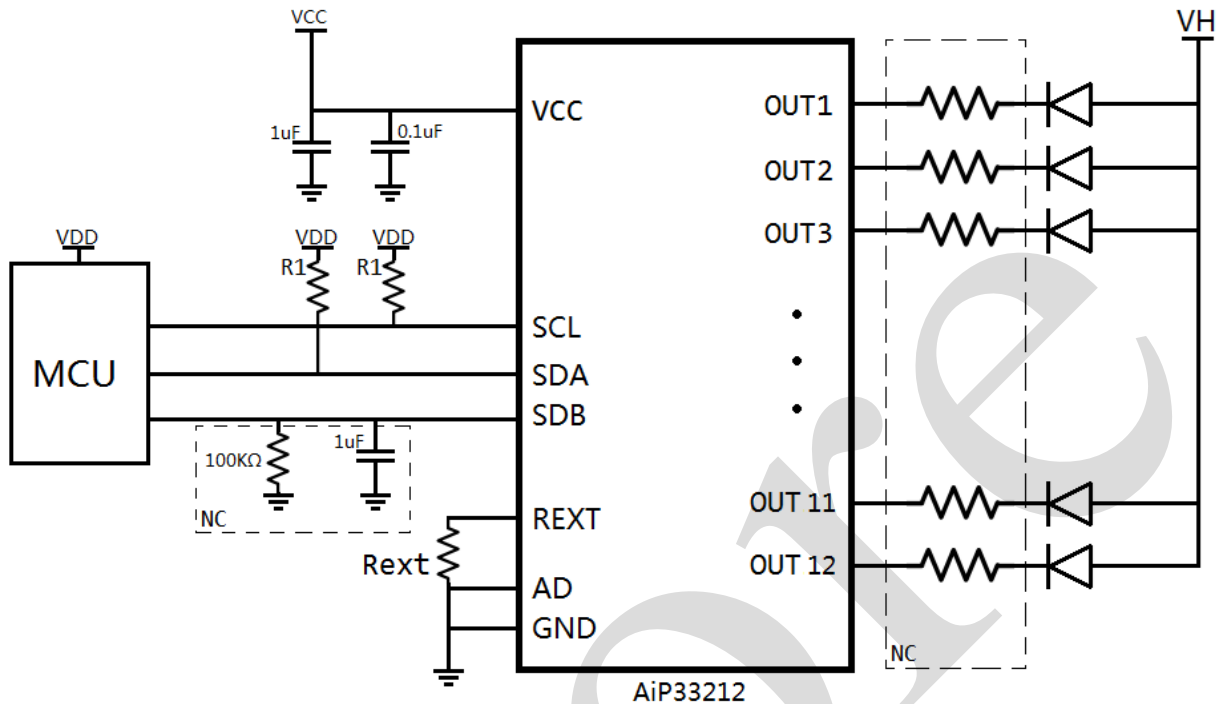 VCC
VH
VCC
OUT1
1uF
0.1uF
OUT2
OUT3
VDD
VDD
VDD
R1
R1
SCL
MCU
SDA
SDB
1uF
100KΩ
NC
REXT
OUT 11
Rext
AD
OUT 12
GND
NC
AiP33212
ore